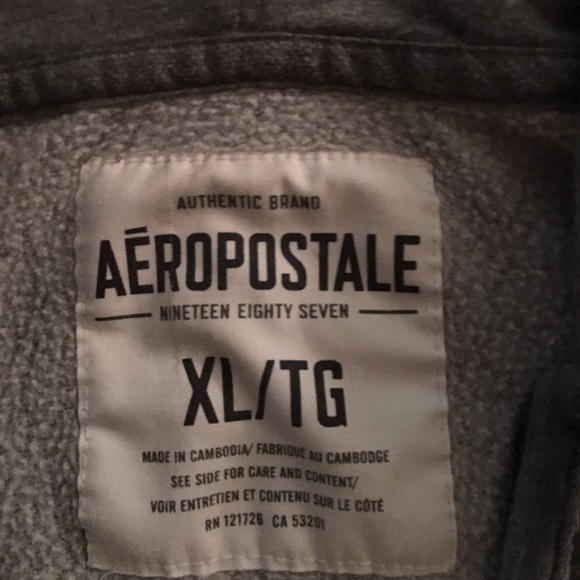 AUTHENTIC BRAND
AĒROPOSTALE
NINETEEN EIGHTY SEVEN
XL/TG
MADE IN CAMBODIA/ FABRIQUÉ AU CAMBODGE
SEE SIDE FOR CARE AND CONTENT/
VOIR ENTRETIEN ET CONTENU SUR LE CÔTÉ
RN 121726 CA 53201